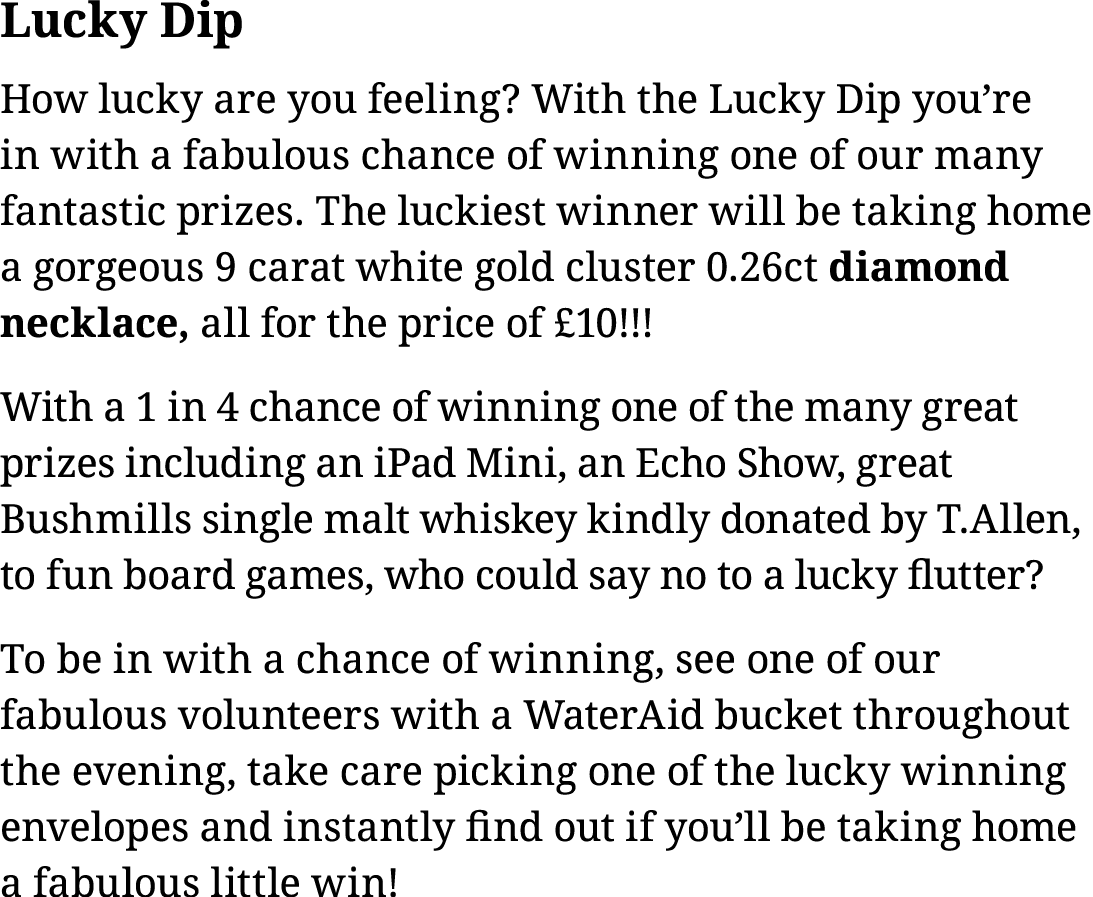 Lucky Dip
How lucky are you feeling? With the Lucky Dip you’re
in with a fabulous chance of winning one of our many
fantastic prizes. The luckiest winner will be taking home
a gorgeous 9 carat white gold cluster 0.26ct diamond
necklace, all for the price of £10!!!
With a 1 in 4 chance of winning one of the many great
prizes including an iPad Mini, an Echo Show, great
Bushmills single malt whiskey kindly donated by T.Allen,
to fun board games, who could say no to a lucky flutter?
To be in with a chance of winning, see one of our
fabulous volunteers with a WaterAid bucket throughout
the evening, take care picking one of the lucky winning
envelopes and instantly find out if you’ll be taking home
a fabulous little win!